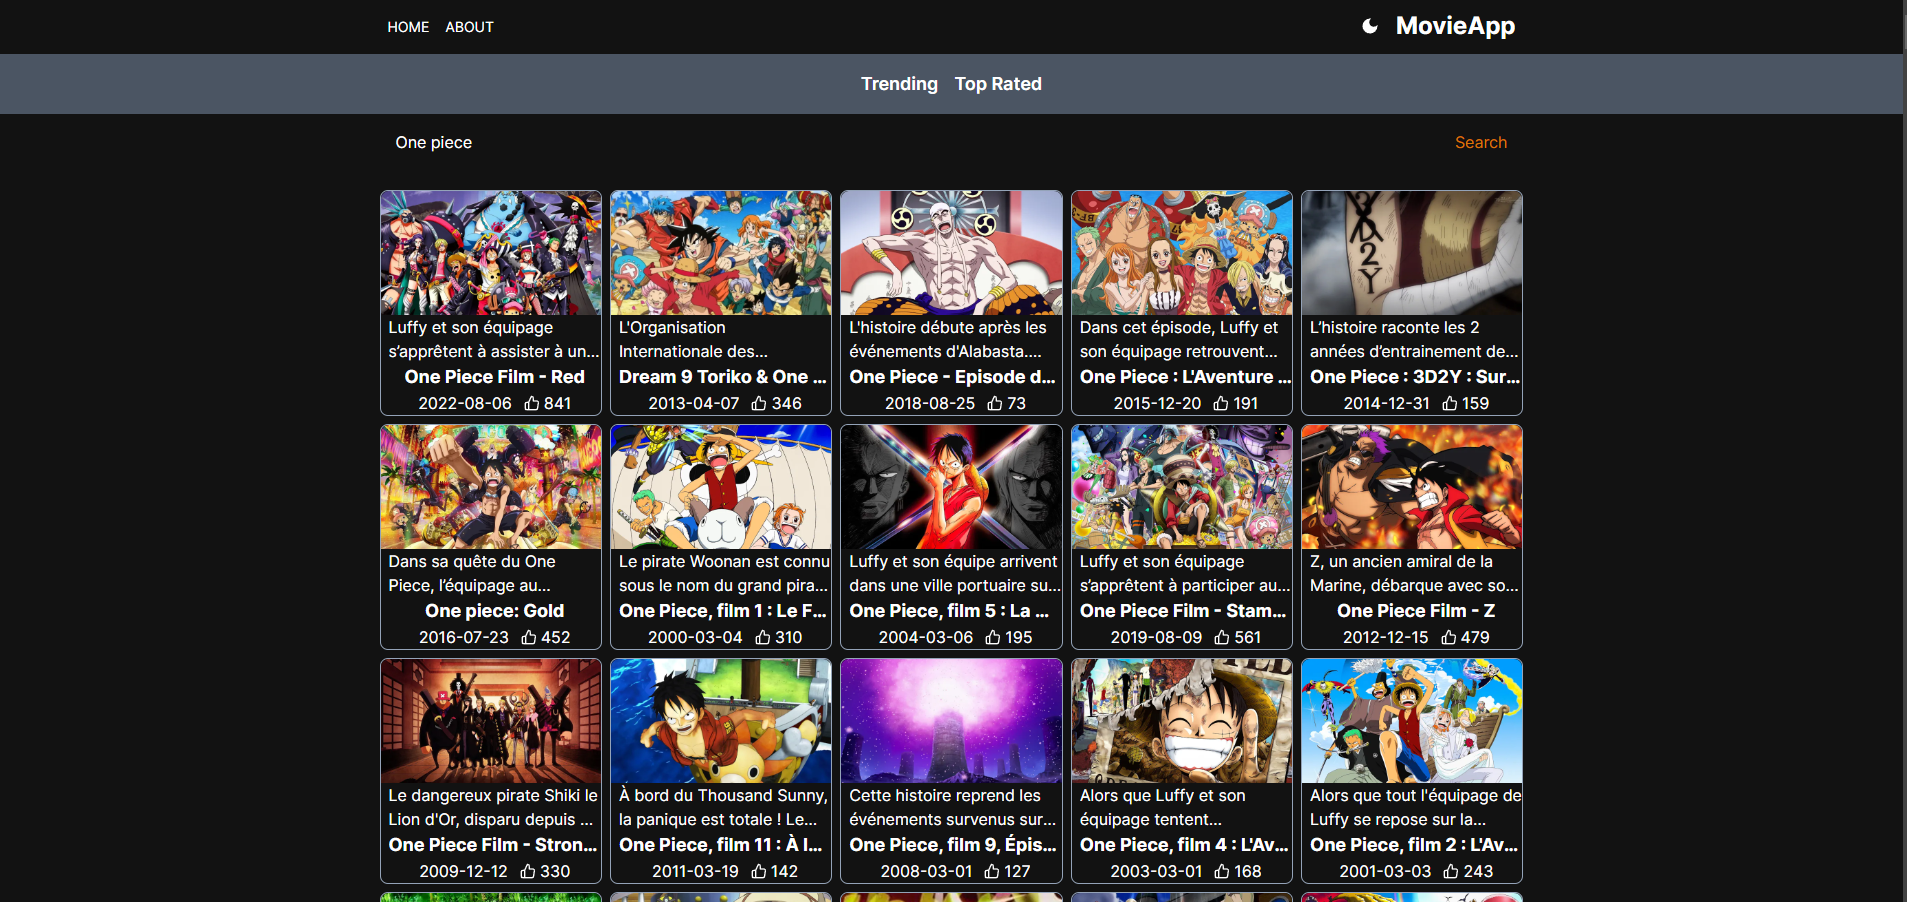 HOME ABOUT MovieApp
Trending Top Rated
One piece Search
3D2Y
Luffy et son équipage
s’apprêtent à assister à un...
One Piece Film - Red
2022-08-06 841
L'Organisation
Internationale des...
Dream 9 Toriko & One ...
2013-04-07 346
L'histoire débute après les
événements d'Alabasta....
One Piece - Episode d...
2018-08-25 73
Dans cet épisode, Luffy et
son équipage retrouvent...
One Piece : L'Aventure ...
2015-12-20 191
L’histoire raconte les 2
années d’entrainement de...
One Piece : 3D2Y : Sur...
2014-12-31 159
Dans sa quête du One
Piece, l’équipage au...
One piece: Gold
2016-07-23 452
Le pirate Woonan est connu
sous le nom du grand pira...
One Piece, film 1 : Le F...
2000-03-04 310
Luffy et son équipe arrivent
dans une ville portuaire su...
One Piece, film 5 : La ...
2004-03-06 195
Luffy et son équipage
s’apprêtent à participer au...
One Piece Film - Stam...
2019-08-09 561
Z, un ancien amiral de la
Marine, débarque avec so...
One Piece Film - Z
2012-12-15 479
Le dangereux pirate Shiki le
Lion d'Or, disparu depuis ...
One Piece Film - Stron...
2009-12-12 330
À bord du Thousand Sunny,
la panique est totale ! Le...
One Piece, film 11 : À l...
2011-03-19 142
Cette histoire reprend les
événements survenus sur...
One Piece, film 9, Épis...
2008-03-01 127
Alors que Luffy et son
équipage tentent...
One Piece, film 4 : L'Av...
2003-03-01 168
Alors que tout l'équipage de
Luffy se repose sur la...
One Piece, film 2 : L'Av...
2001-03-03 243